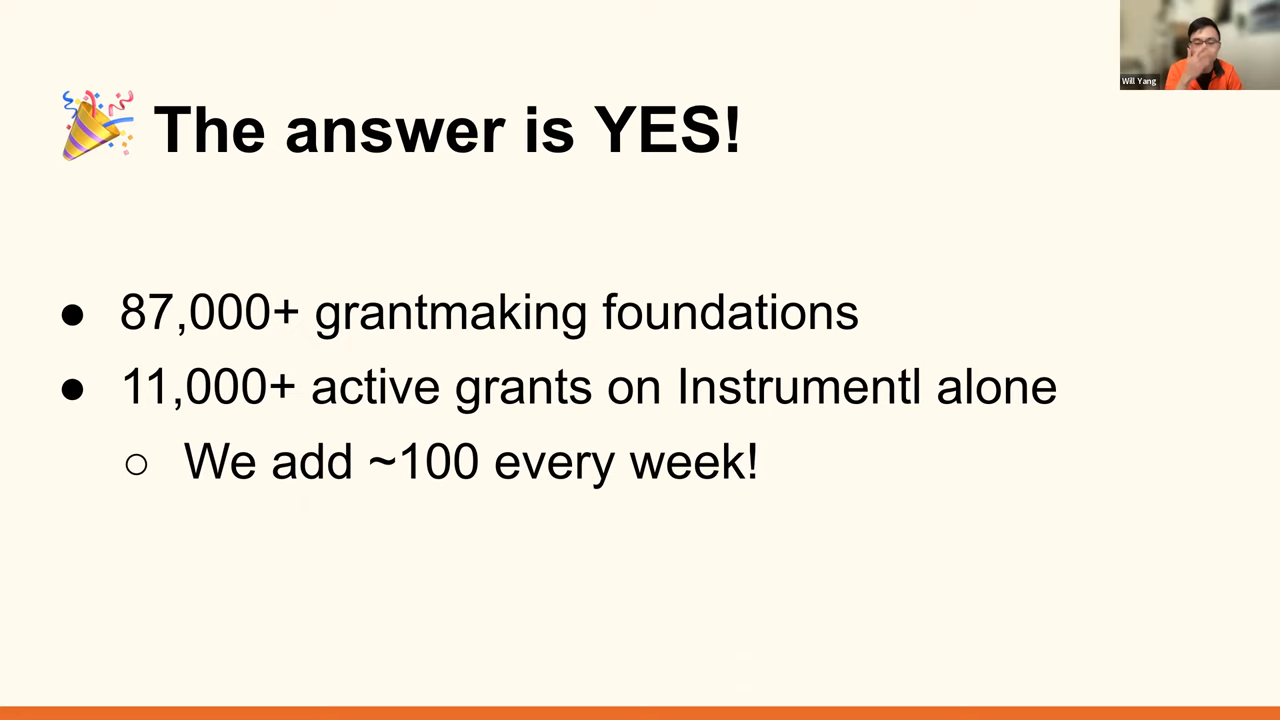 Will Yang
🎉 The answer is YES!
● 87,000+ grantmaking foundations
● 11,000+ active grants on Instrumentl alone
○ We add ~100 every week!